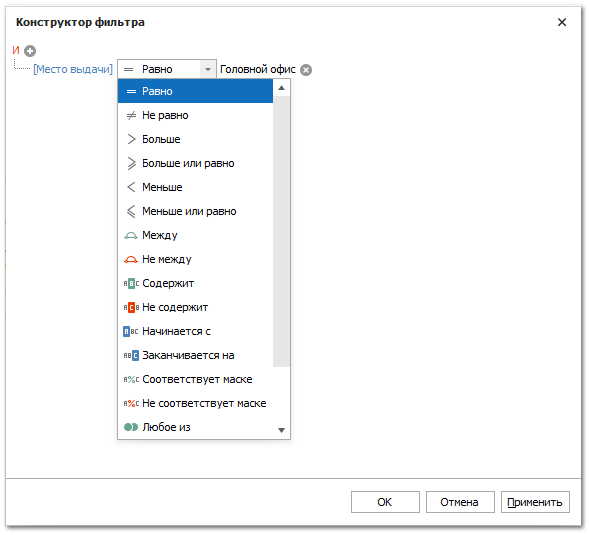 Конструктор фильтра
И
[Место выдачи] = Равно Головной офис
= Равно
≠ Не равно
Больше
Больше или равно
Меньше
Меньше или равно
Между
Не между
ABC Содержит
ACB Не содержит
ABC Начинается с
ABC Заканчивается на
A%C Соответствует маске
A%C Не соответствует маске
Любое из
OK Отмена Применить